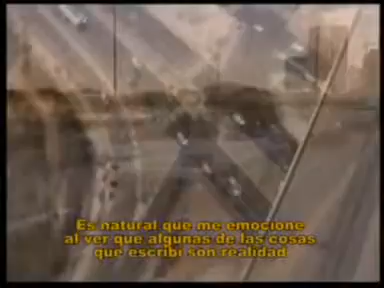 Es natural que me emocione
al ver que algunas de las cosas
que escribí son realidad